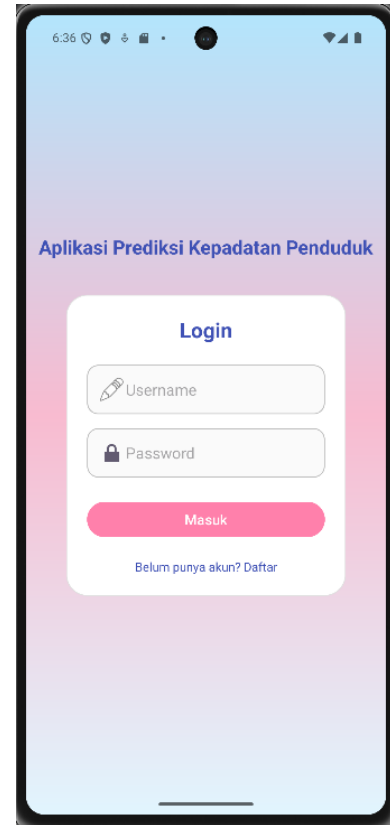 6:36
Aplikasi Prediksi Kepadatan Penduduk
Login
Username
Password
Masuk
Belum punya akun? Daftar